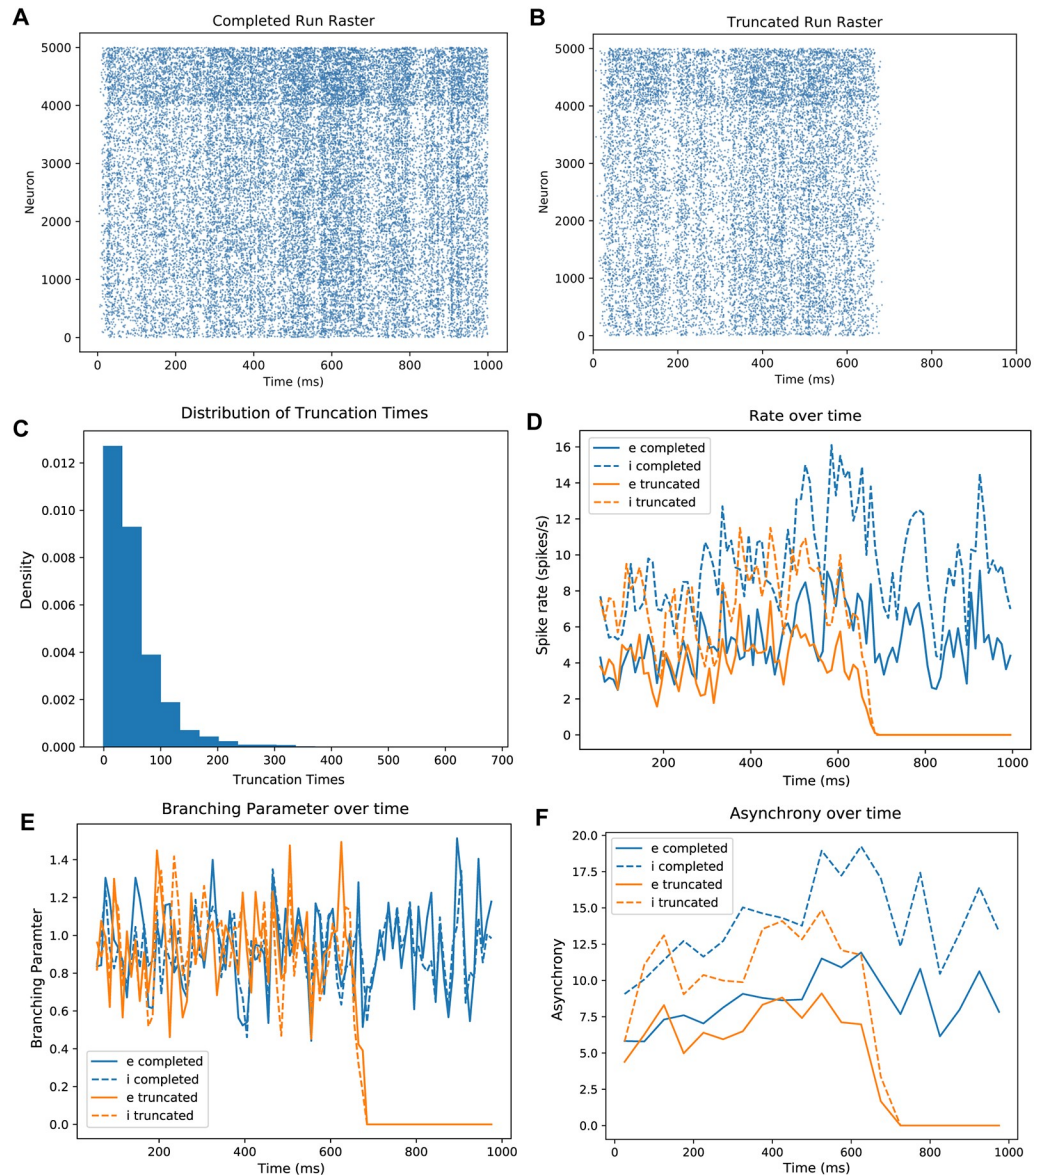 A
Completed Run Raster
5000
4000
3000
2000
1000
0
Neuron
0 200 400 600 800 1000
Time (ms)
B
Truncated Run Raster
5000
4000
3000
2000
1000
0
Neuron
0 200 400 600 800 1000
Time (ms)
C
Distribution of Truncation Times
0.012
0.010
0.008
0.006
0.004
0.002
0.000
Densiity
0 100 200 300 400 500 600 700
Truncation Times
D
Rate over time
e completed
i completed
e truncated
i truncated
16
14
12
10
8
6
4
2
0
Spike rate (spikes/s)
200 400 600 800 1000
Time (ms)
E
Branching Parameter over time
1.4
1.2
1.0
0.8
0.6
0.4
0.2
0.0
Branching Paramter
e completed
i completed
e truncated
i truncated
200 400 600 800 1000
Time (ms)
F
Asynchrony over time
e completed
i completed
e truncated
i truncated
20.0
17.5
15.0
12.5
10.0
7.5
5.0
2.5
0.0
Asynchrony
0 200 400 600 800 1000
Time (ms)